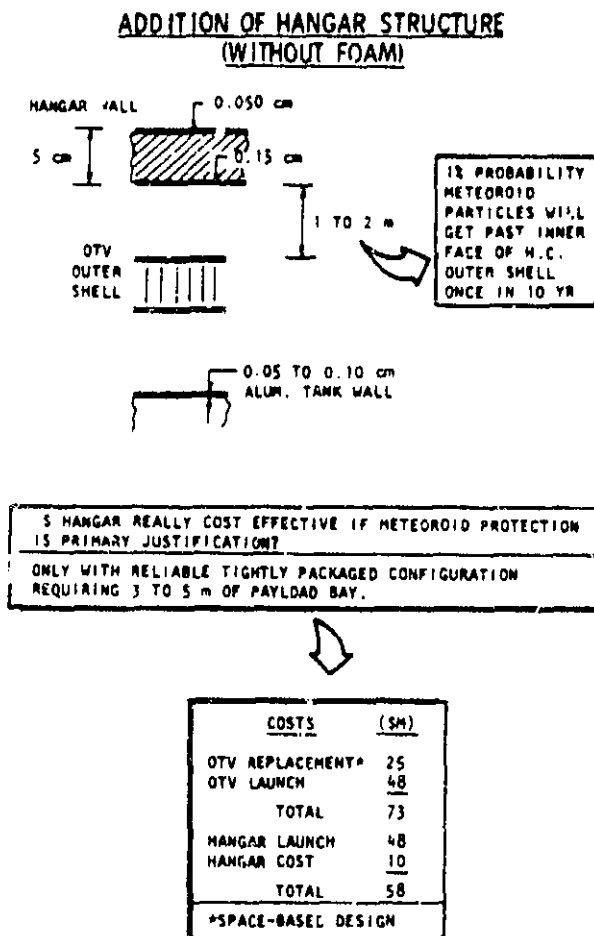 ADDITION OF HANGAR STRUCTURE
(WITHOUT FOAM)
HANGAR WALL
0.050 cm
5 cm
0.13 cm
1 TO 2 m
1% PROBABILITY
METEOROID
PARTICLES WILL
GET PAST INNER
FACE OF H.C.
OUTER SHELL
ONCE IN 10 YR
OTV
OUTER
SHELL
0.05 TO 0.10 cm
ALUM. TANK WALL
S HANGAR REALLY COST EFFECTIVE IF METEOROID PROTECTION
IS PRIMARY JUSTIFICATION?
ONLY WITH RELIABLE TIGHTLY PACKAGED CONFIGURATION
REQUIRING 3 TO 5 m OF PAYLOAD BAY.
COSTS ($M)
OTV REPLACEMENT* 25
OTV LAUNCH 48
TOTAL 73
HANGAR LAUNCH 48
HANGAR COST 10
TOTAL 58
*SPACE-BASED DESIGN